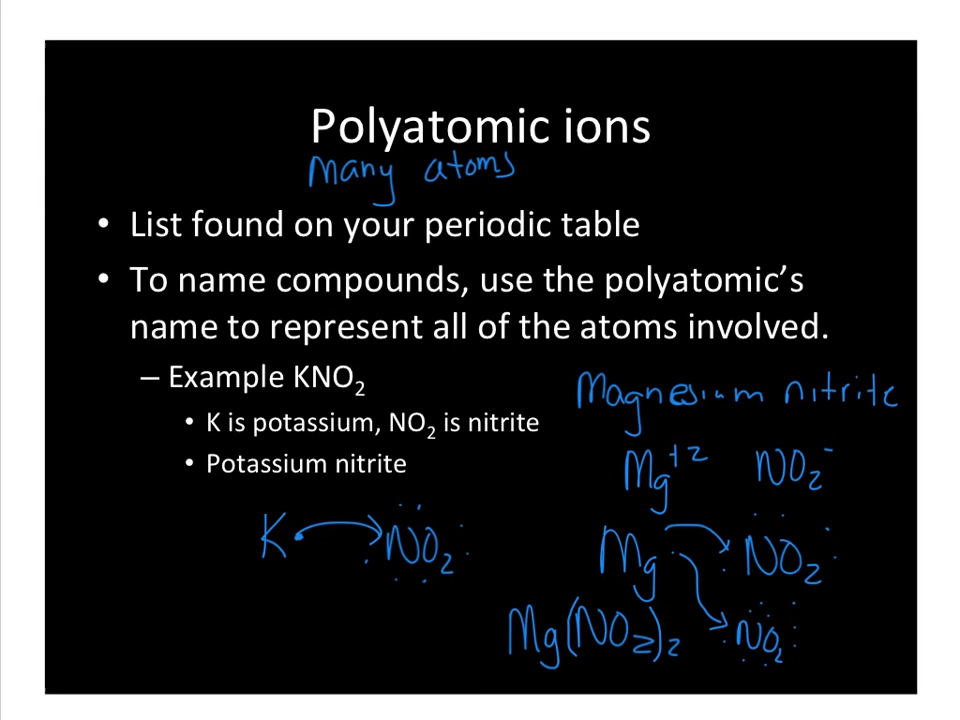 Polyatomic ions
Many atoms
• List found on your periodic table
• To name compounds, use the polyatomic's
name to represent all of the atoms involved.
– Example KNO₂
• K is potassium, NO₂ is nitrite
• Potassium nitrite
Magnesium nitrite
Mg⁺² NO₂⁻
K NO₂
Mg NO₂
Mg(NO₂)₂ NO₂